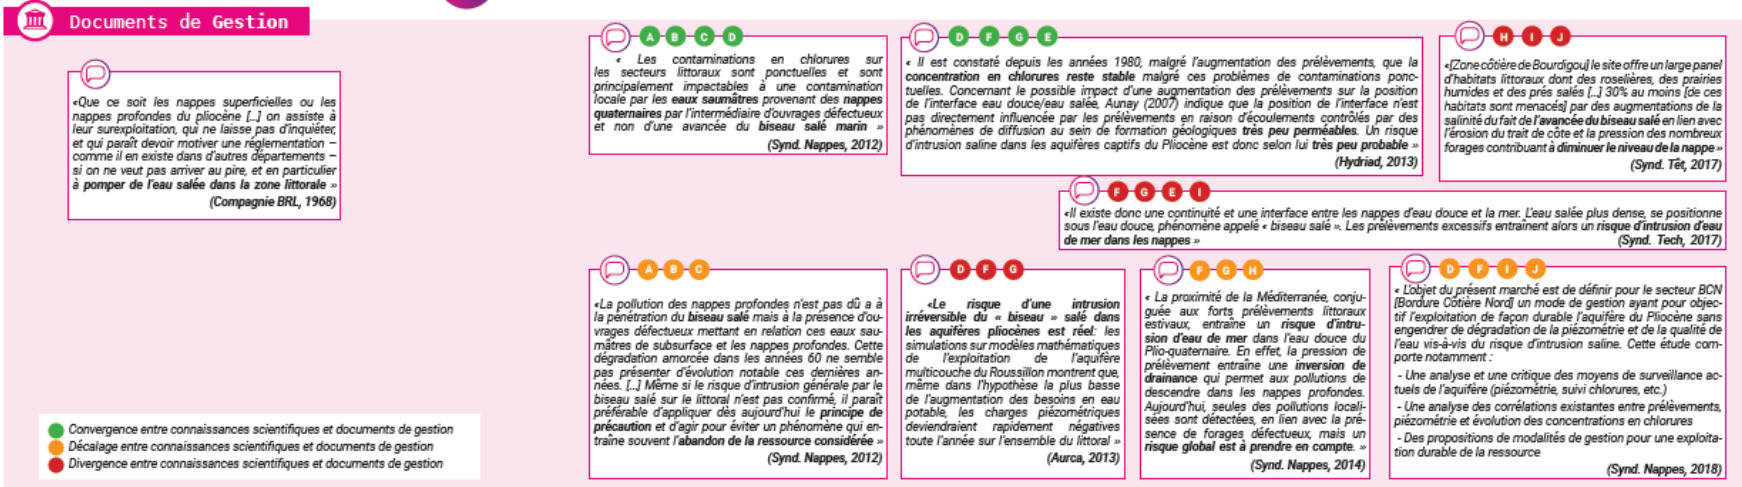 Documents de Gestion
«Que ce soit les nappes superficielles ou les
nappes profondes du pliocène [...] on assiste à
leur surexploitation, qui ne laisse pas d'inquiéter,
et qui paraît devoir motiver une réglementation –
comme il en existe dans d'autres départements –
si on ne veut pas arriver au pire, et en particulier
à pomper de l'eau salée dans la zone littorale »
(Compagnie BRL, 1968)
A B C D
« Les contaminations en chlorures sur
les secteurs littoraux sont ponctuelles et sont
principalement impactables à une contamination
locale par les eaux saumâtres provenant des nappes
quaternaires par l'intermédiaire d'ouvrages défectueux
et non d'une avancée du biseau salé marin »
(Synd. Nappes, 2012)
D F G E
« Il est constaté depuis les années 1980, malgré l'augmentation des prélèvements, que la
concentration en chlorures reste stable malgré ces problèmes de contaminations ponc-
tuelles. Concernant le possible impact d'une augmentation des prélèvements sur la position
de l'interface eau douce/eau salée, Aunay (2007) indique que la position de l'interface n'est
pas directement influencée par les prélèvements en raison d'écoulements contrôlés par des
phénomènes de diffusion au sein de formation géologiques très peu perméables. Un risque
d'intrusion saline dans les aquifères captifs du Pliocène est donc selon lui très peu probable »
(Hydriad, 2013)
H I J
«[Zone côtière de Bourdigou] le site offre un large panel
d'habitats littoraux dont des roselières, des prairies
humides et des prés salés [...] 30% au moins [de ces
habitats sont menacés] par des augmentations de la
salinité du fait de l'avancée du biseau salé en lien avec
l'érosion du trait de côte et la pression des nombreux
forages contribuant à diminuer le niveau de la nappe »
(Synd. Têt, 2017)
F G E I
«Il existe donc une continuité et une interface entre les nappes d'eau douce et la mer. L'eau salée plus dense, se positionne
sous l'eau douce, phénomène appelé « biseau salé ». Les prélèvements excessifs entraînent alors un risque d'intrusion d'eau
de mer dans les nappes » (Synd. Tech, 2017)
A B C
«La pollution des nappes profondes n'est pas dû a à
la pénétration du biseau salé mais à la présence d'ou-
vrages défectueux mettant en relation ces eaux sau-
mâtres de subsurface et les nappes profondes. Cette
dégradation amorcée dans les années 60 ne semble
pas présenter d'évolution notable ces dernières an-
nées. [...] Même si le risque d'intrusion générale par le
biseau salé sur le littoral n'est pas confirmé, il paraît
préférable d'appliquer dès aujourd'hui le principe de
précaution et d'agir pour éviter un phénomène qui en-
traîne souvent l'abandon de la ressource considérée »
(Synd. Nappes, 2012)
D F G
«Le risque d'une intrusion
irréversible du « biseau » salé dans
les aquifères pliocènes est réel: les
simulations sur modèles mathématiques
de l'exploitation de l'aquifère
multicouche du Roussillon montrent que,
même dans l'hypothèse la plus basse
de l'augmentation des besoins en eau
potable, les charges piézométriques
deviendraient rapidement négatives
toute l'année sur l'ensemble du littoral »
(Aurca, 2013)
F G H
« La proximité de la Méditerranée, conju-
guée aux forts prélèvements littoraux
estivaux, entraîne un risque d'intru-
sion d'eau de mer dans l'eau douce du
Plio-quaternaire. En effet, la pression de
prélèvement entraîne une inversion de
drainance qui permet aux pollutions de
descendre dans les nappes profondes.
Aujourd'hui, seules des pollutions locali-
sées sont détectées, en lien avec la pré-
sence de forages défectueux, mais un
risque global est à prendre en compte. »
(Synd. Nappes, 2014)
D F I J
« L'objet du présent marché est de définir pour le secteur BCN
[Bordure Côtière Nord] un mode de gestion ayant pour objec-
tif l'exploitation de façon durable l'aquifère du Pliocène sans
engendrer de dégradation de la piézométrie et de la qualité de
l'eau vis-à-vis du risque d'intrusion saline. Cette étude com-
porte notamment :
- Une analyse et une critique des moyens de surveillance ac-
tuels de l'aquifère (piézométrie, suivi chlorures, etc.)
- Une analyse des corrélations existantes entre prélèvements,
piézométrie et évolution des concentrations en chlorures
- Des propositions de modalités de gestion pour une exploita-
tion durable de la ressource
(Synd. Nappes, 2018)
Convergence entre connaissances scientifiques et documents de gestion
Décalage entre connaissances scientifiques et documents de gestion
Divergence entre connaissances scientifiques et documents de gestion